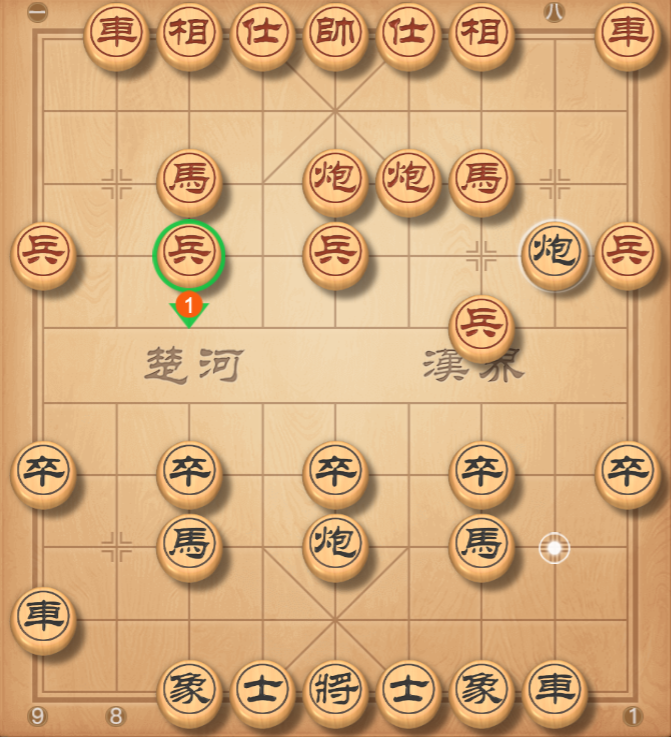 一 八
車 相 仕 帥 仕 相 車
馬 炮 炮 馬
兵 兵 兵 炮 兵
1
兵
楚河 漢界
卒 卒 卒 卒 卒
馬 炮 馬
車
象 士 將 士 象 車
9 8 1